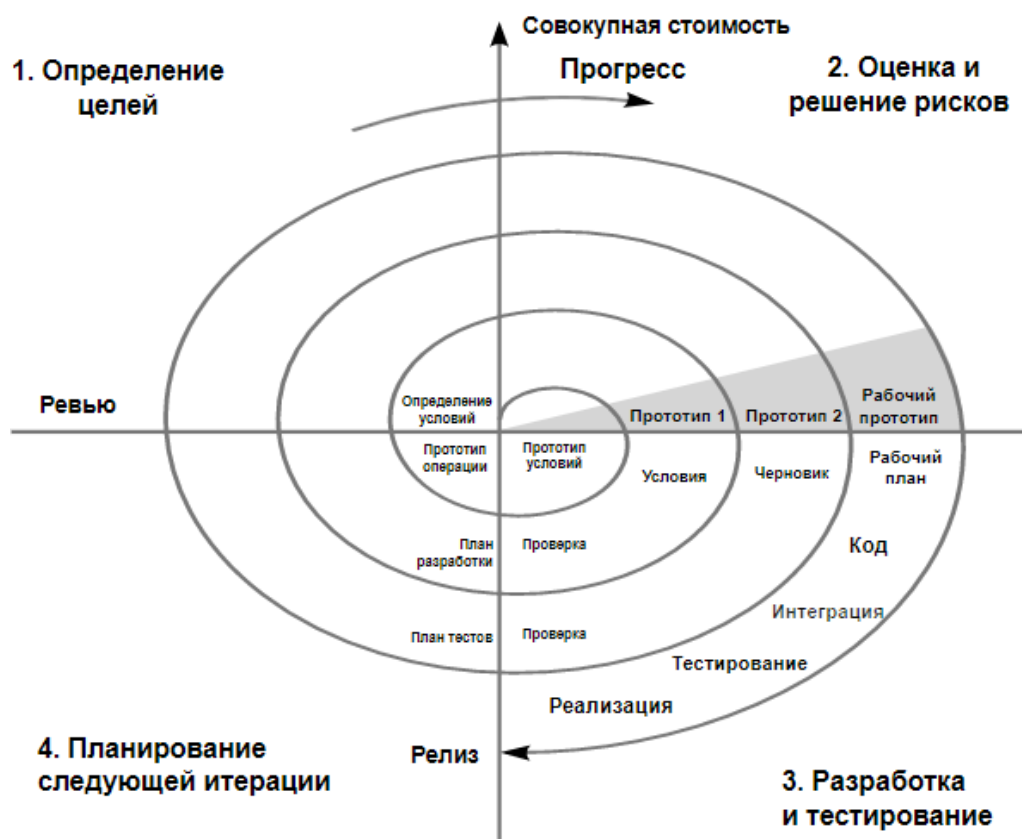 Совокупная стоимость
1. Определение
целей
Прогресс
2. Оценка и
решение рисков
Ревью
Определение
условий
Прототип 1
Прототип 2
Рабочий
прототип
Прототип
операции
Прототип
условий
Условия
Черновик
Рабочий
план
План
разработки
Проверка
Код
Интеграция
План тестов
Проверка
Тестирование
Реализация
4. Планирование
следующей итерации
Релиз
3. Разработка
и тестирование